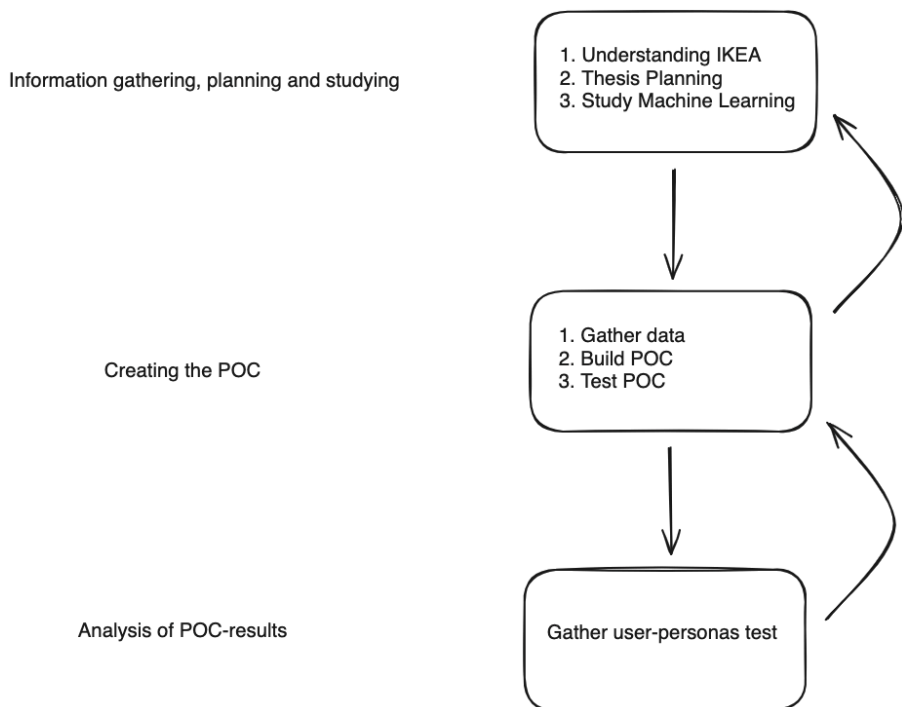 1. Understanding IKEA
Information gathering, planning and studying
2. Thesis Planning
3. Study Machine Learning
1. Gather data
2. Build POC
Creating the POC
3. Test POC
Analysis of POC-results
Gather user-personas test